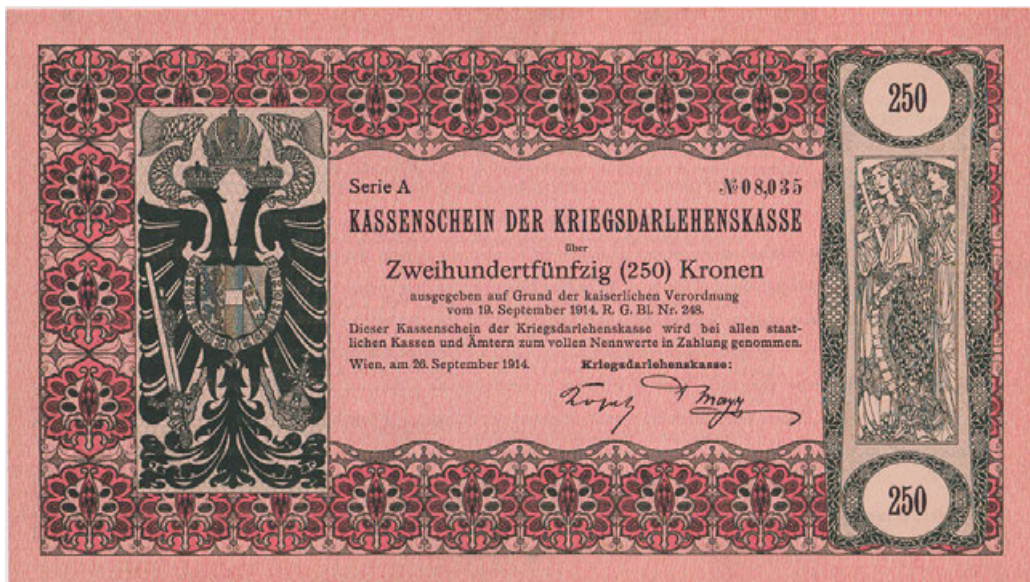 250
Serie A № 08,035
KASSENSCHEIN DER KRIEGSDARLEHENSKASSE
über
Zweihundertfünfzig (250) Kronen
ausgegeben auf Grund der kaiserlichen Verordnung
vom 19. September 1914, R. G. Bl. Nr. 248.
Dieser Kassenschein der Kriegsdarlehenskasse wird bei allen staat-
lichen Kassen und Ämtern zum vollen Nennwerte in Zahlung genommen.
Wien, am 26. September 1914. Kriegsdarlehenskasse:
250